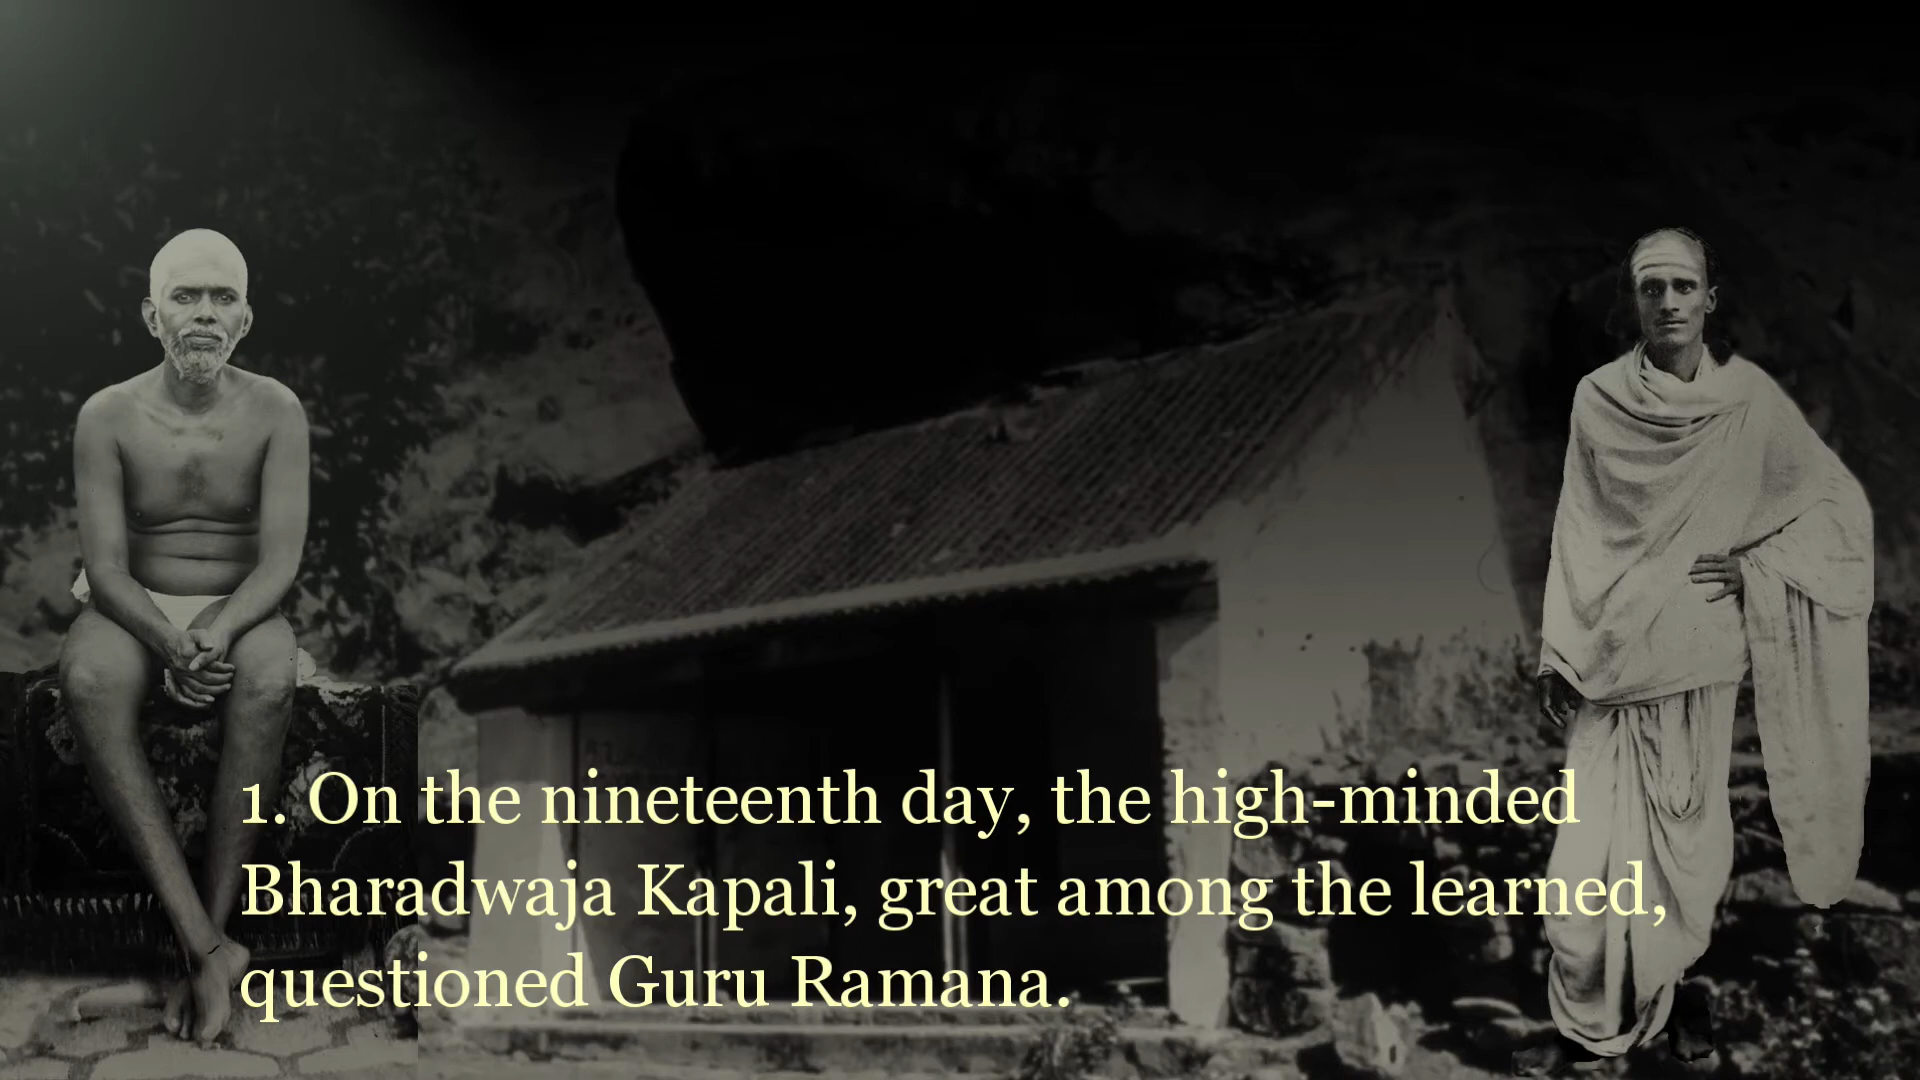 1. On the nineteenth day, the high-minded
Bharadwaja Kapali, great among the learned,
questioned Guru Ramana.